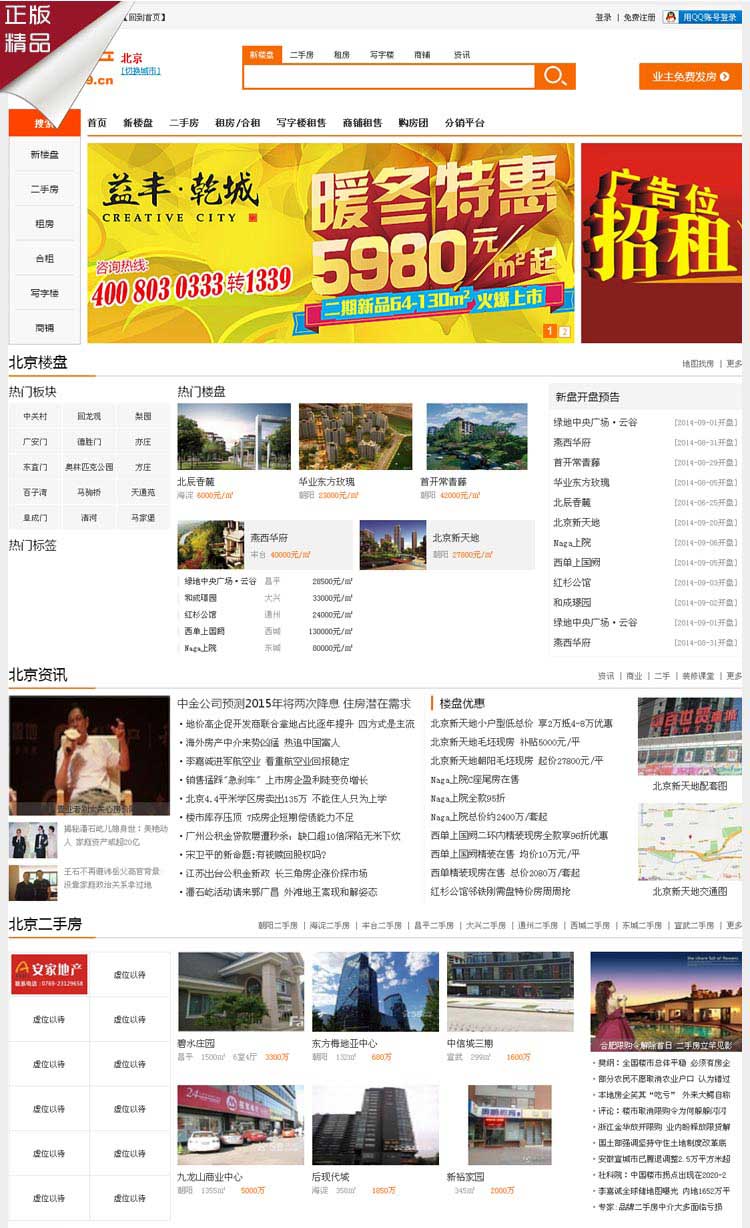 正版
精品
【回到首页】
登录 | 免费注册 用QQ账号登录
9.cn
北京
[切换城市]
新楼盘 二手房 租房 写字楼 商铺 资讯
业主免费发房
首页 新楼盘 二手房 租房/合租 写字楼租售 商铺租售 购房团 分销平台
新楼盘
二手房
租房
合租
写字楼
商铺
益丰·乾城
CREATIVE CITY
咨询热线:
400 803 0333转1339
暖冬特惠
5980元/㎡起
二期新品64-130m² 火爆上市
1 2
广告位
招租
北京楼盘
地图找房 | 更多
热门板块
中关村 回龙观 梨园
广安门 德胜门 亦庄
东直门 奥林匹克公园 方庄
百子湾 马驹桥 天通苑
阜成门 清河 马家堡
热门标签
热门楼盘
北辰香麓
海淀 6000元/㎡
华业东方玫瑰
朝阳 23000元/㎡
首开常青藤
朝阳 42000元/㎡
燕西华府
丰台 40000元/㎡
北京新天地
朝阳 27800元/㎡
绿地中央广场·云谷 昌平 28500元/㎡
和成璟园 大兴 33000元/㎡
红杉公馆 通州 24000元/㎡
西单上国阙 西城 130000元/㎡
Naga上院 东城 80000元/㎡
新盘开盘预告
绿地中央广场·云谷 [2014-09-01开盘]
燕西华府 [2014-08-31开盘]
首开常青藤 [2014-08-29开盘]
华业东方玫瑰 [2014-08-05开盘]
北辰香麓 [2014-06-25开盘]
北京新天地 [2014-09-20开盘]
Naga上院 [2014-09-06开盘]
西单上国阙 [2014-09-05开盘]
红杉公馆 [2014-09-03开盘]
和成璟园 [2014-09-02开盘]
绿地中央广场·云谷 [2014-09-01开盘]
燕西华府 [2014-08-31开盘]
北京资讯
资讯 | 商业 | 二手 | 装修课堂 | 更多
揭秘潘石屹儿媳身世:美艳动
人 家庭资产或超20亿
王石不再缠讳岳父高官背景:
没靠家庭政治关系拿过地
中金公司预测2015年将两次降息 住房潜在需求
· 地价高企促开发商联合拿地占比逐年提升 四方式是主流
· 海外房产中介来势凶猛 热追中国富人
· 李嘉诚进军航空业 看重航空业回报稳定
· 销售猛踩"急刹车" 上市房企盈利陡变负增长
· 北京4.4平米学区房卖出135万 不能住人只为上学
· 楼市库存压顶 7成房企短期偿债能力不足
· 广州公积金贷款屡遭秒杀:缺口超10倍深陷无米下炊
· 宋卫平的新命题:有钱赎回股权吗?
· 江苏出台公积金新政 长三角房企涨价探市场
· 潘石屹活动请来郭广昌 外滩地王案现和解姿态
楼盘优惠
北京新天地小户型低总价 享2万抵4-8万优惠
北京新天地毛坯现房 补贴5000元/平
北京新天地朝阳毛坯现房 起价27800元/平
Naga上院C座尾房在售
Naga上院全款95折
Naga上院总价约2400万/套起
西单上国阙二环内精装现房全款享96折优惠
西单上国阙精装在售 均价10万元/平
西单精装现房在售 总价2080万/套起
红杉公馆邻铁刚需盘特价房周周抢
北京新天地配套图
北京新天地交通图
北京二手房
朝阳二手房 | 海淀二手房 | 丰台二手房 | 昌平二手房 | 大兴二手房 | 通州二手房 | 西城二手房 | 东城二手房 | 宣武二手房 | 更多
安家地产
联系电话:0769-23129658
虚位以待
虚位以待 虚位以待
虚位以待 虚位以待
虚位以待 虚位以待
虚位以待 虚位以待
虚位以待 虚位以待
碧水庄园
昌平 1500㎡ 6室4厅 3300万
东方梅地亚中心
朝阳 132㎡ 680万
中信城三期
宣武 299㎡ 1600万
九龙山商业中心
朝阳 1355㎡ 5000万
后现代城
海淀 358㎡ 1850万
新裕家园
345㎡ 2000万
合肥限购令解除首日 二手房立竿见影
· 樊纲:全国楼市总体平稳 必须有房企
· 部分农民不愿取消农业户口 认为错过
· 本地房企笑其“吃亏” 外来大鳄自称
· 评论:楼市取消限购令为何躲躲闪闪
· 浙江金华放开限购 业内盼释放限贷解
· 国土部强调坚持守住土地制度改革底
· 安徽宣城市已覆退调整2.5万平方米超
· 社科院:中国楼市拐点出现在2020-2
· 李嘉诚全球储地图曝光 内地1652万平
· 专家:品牌二手房中介大多面临亏损